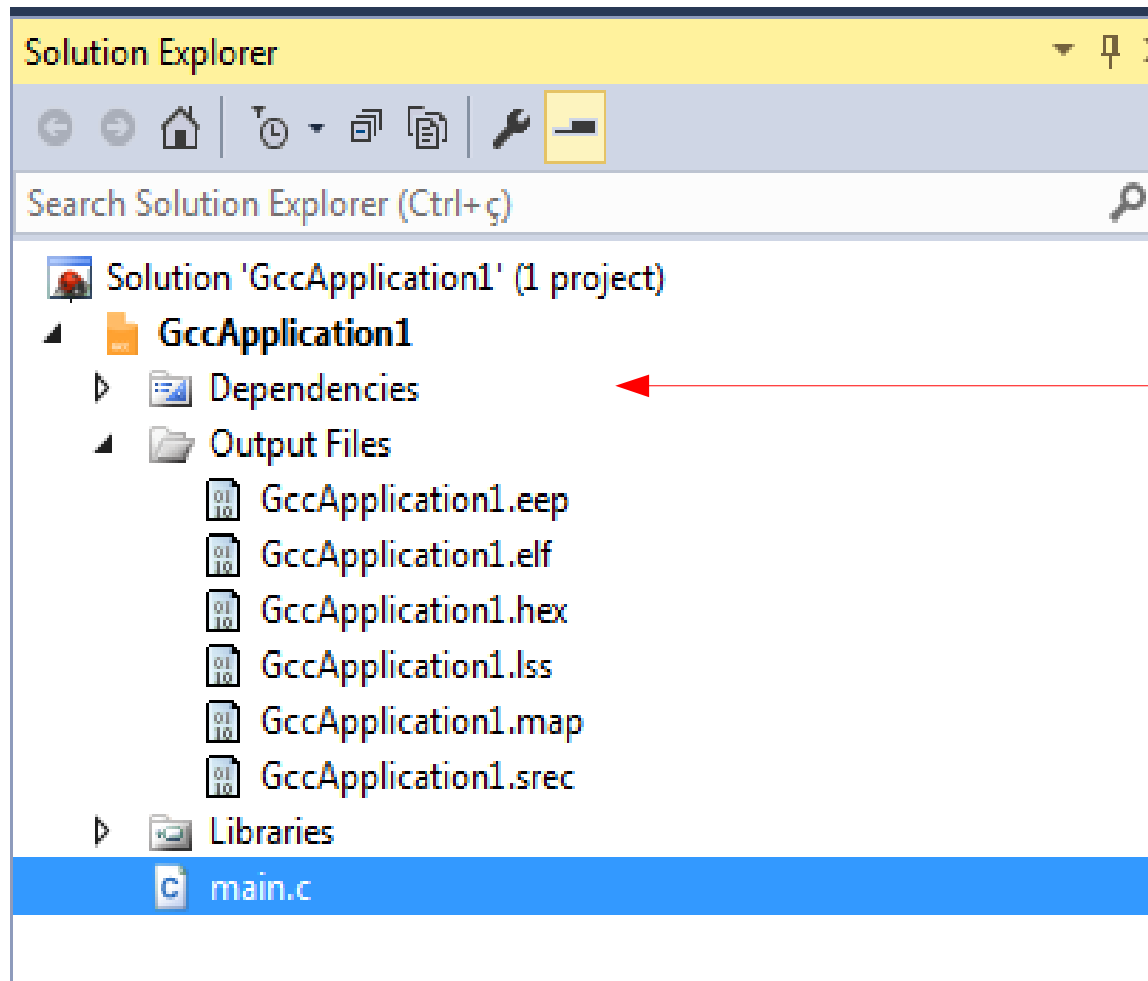 Solution Explorer
Search Solution Explorer (Ctrl+ç)
Solution 'GccApplication1' (1 project)
GccApplication1
Dependencies
Output Files
GccApplication1.eep
GccApplication1.elf
GccApplication1.hex
GccApplication1.lss
GccApplication1.map
GccApplication1.srec
Libraries
main.c